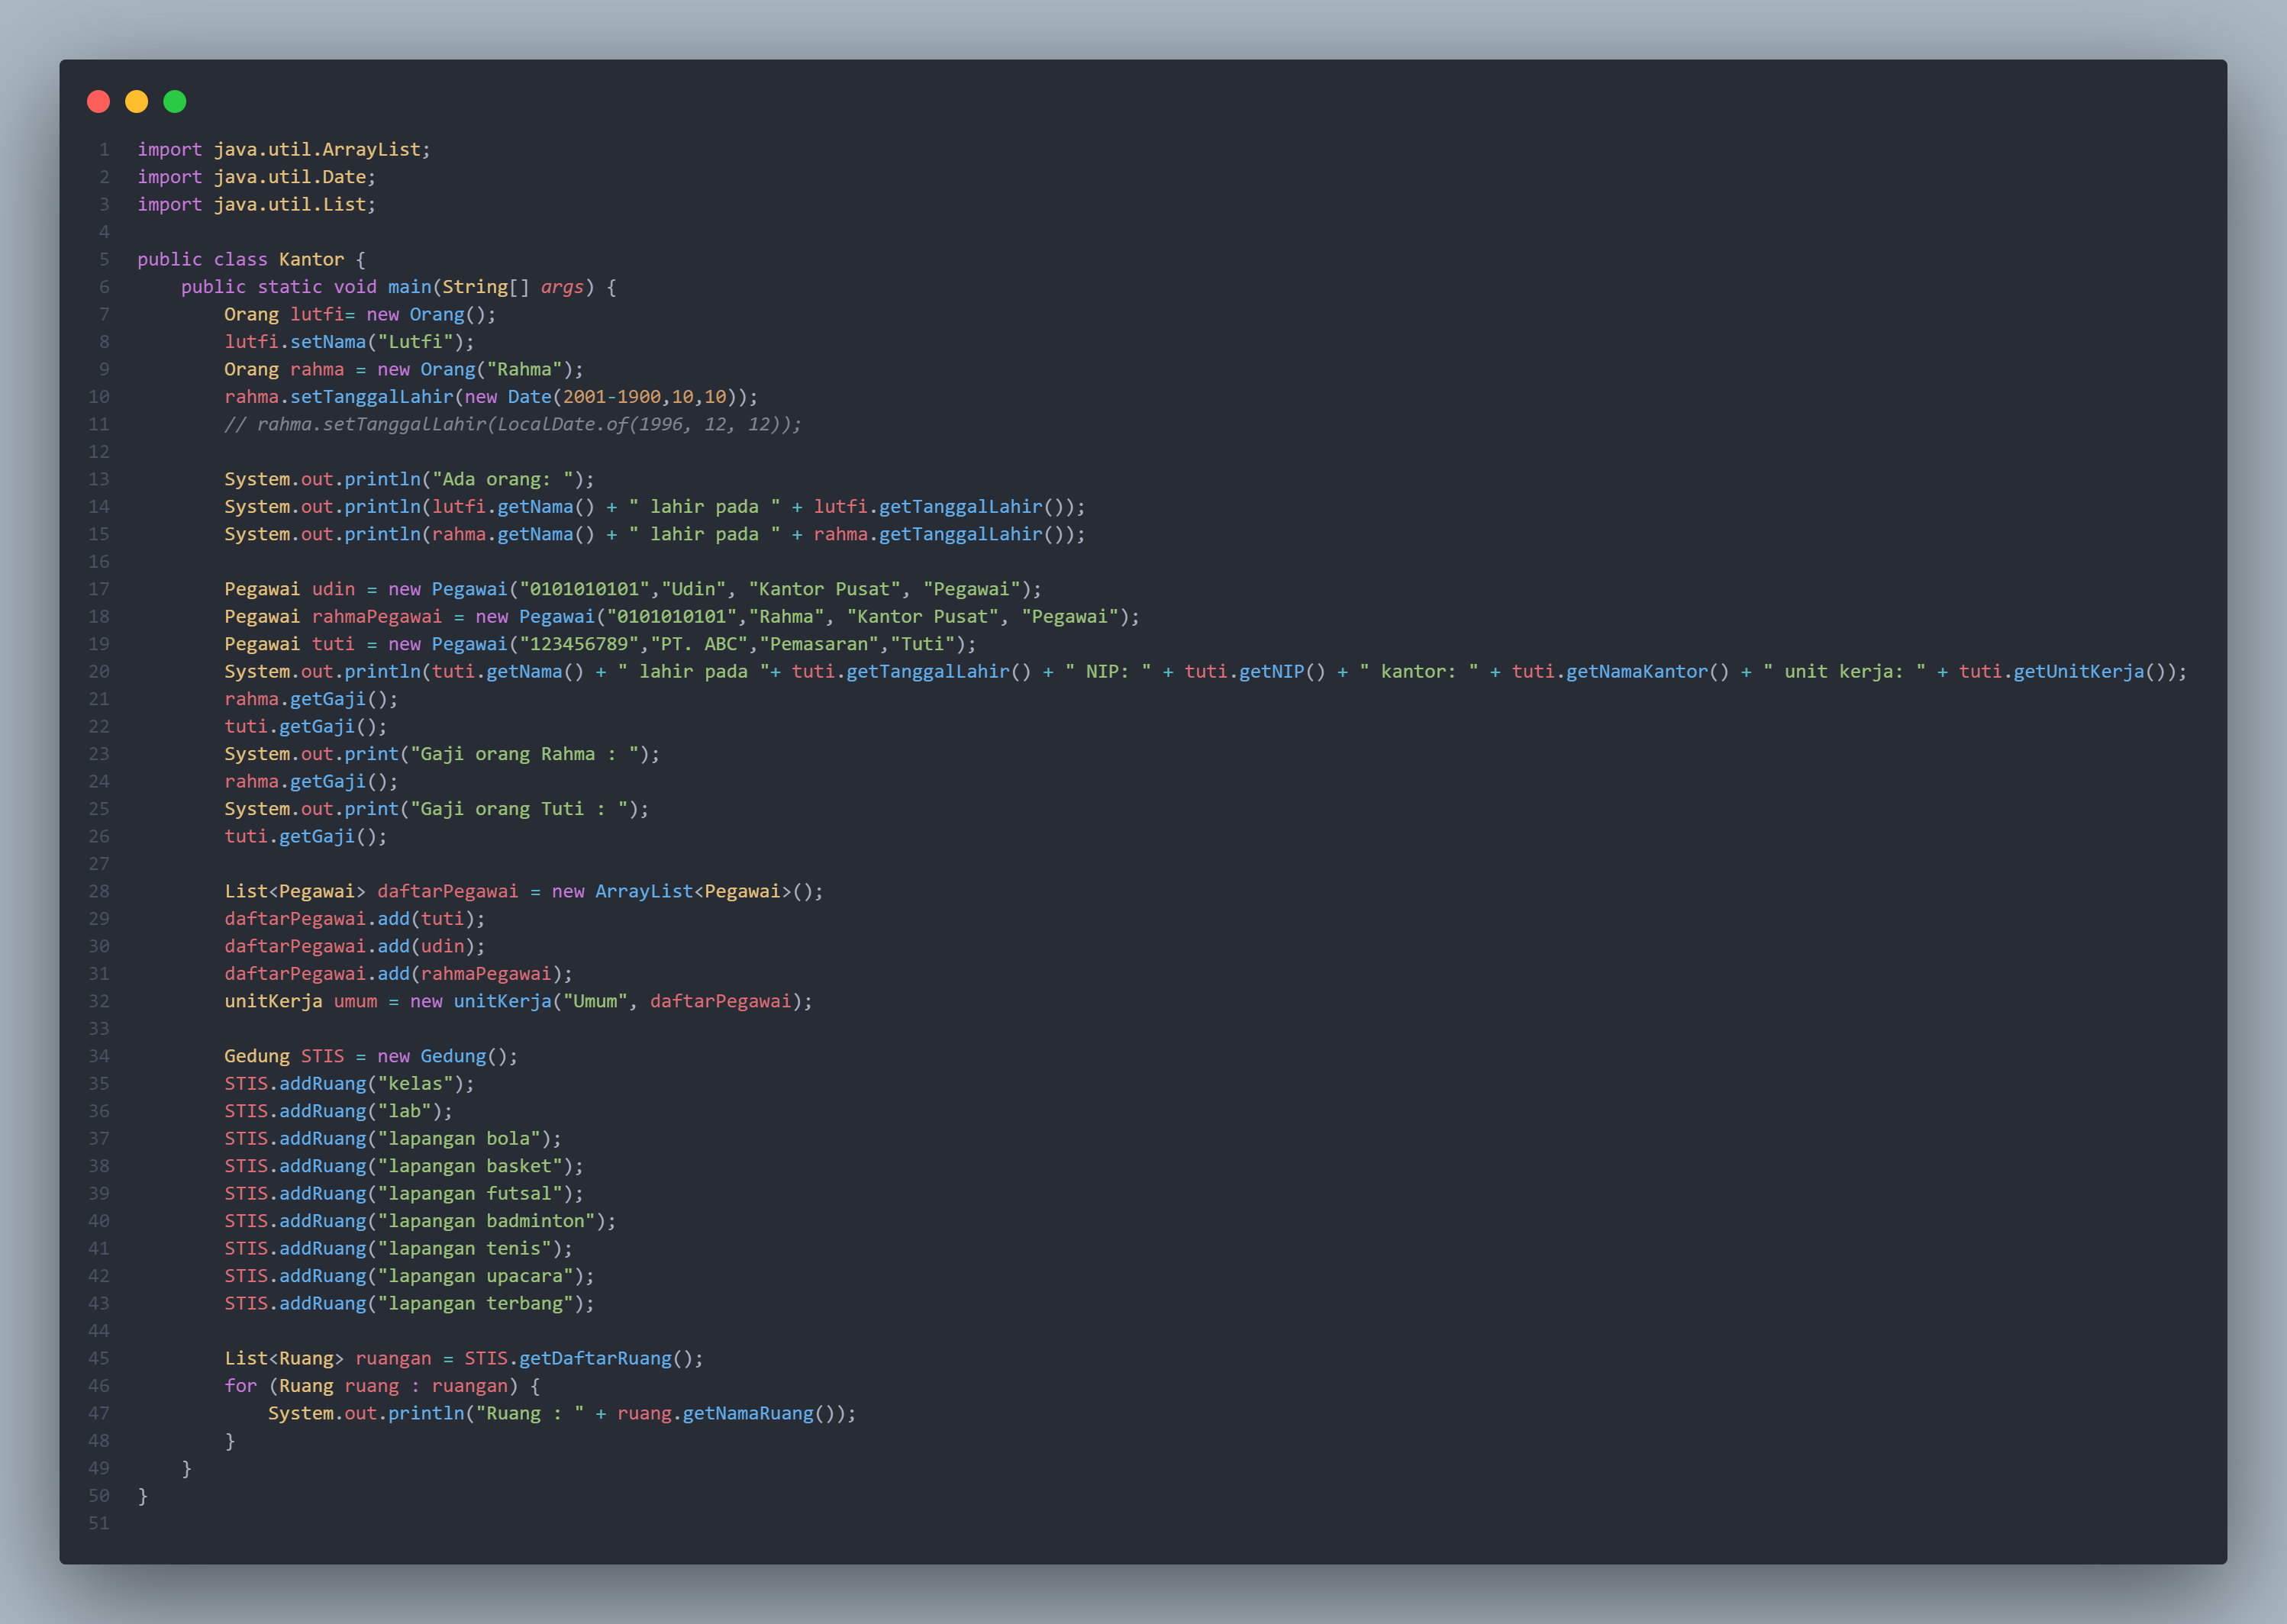 1 import java.util.ArrayList;
2 import java.util.Date;
3 import java.util.List;
4
5 public class Kantor {
6     public static void main(String[] args) {
7         Orang lutfi= new Orang();
8         lutfi.setNama("Lutfi");
9         Orang rahma = new Orang("Rahma");
10         rahma.setTanggalLahir(new Date(2001-1900,10,10));
11         // rahma.setTanggalLahir(LocalDate.of(1996, 12, 12));
12
13         System.out.println("Ada orang: ");
14         System.out.println(lutfi.getNama() + " lahir pada " + lutfi.getTanggalLahir());
15         System.out.println(rahma.getNama() + " lahir pada " + rahma.getTanggalLahir());
16
17         Pegawai udin = new Pegawai("0101010101","Udin", "Kantor Pusat", "Pegawai");
18         Pegawai rahmaPegawai = new Pegawai("0101010101","Rahma", "Kantor Pusat", "Pegawai");
19         Pegawai tuti = new Pegawai("123456789","PT. ABC","Pemasaran","Tuti");
20         System.out.println(tuti.getNama() + " lahir pada "+ tuti.getTanggalLahir() + " NIP: " + tuti.getNIP() + " kantor: " + tuti.getNamaKantor() + " unit kerja: " + tuti.getUnitKerja());
21         rahma.getGaji();
22         tuti.getGaji();
23         System.out.print("Gaji orang Rahma : ");
24         rahma.getGaji();
25         System.out.print("Gaji orang Tuti : ");
26         tuti.getGaji();
27
28         List<Pegawai> daftarPegawai = new ArrayList<Pegawai>();
29         daftarPegawai.add(tuti);
30         daftarPegawai.add(udin);
31         daftarPegawai.add(rahmaPegawai);
32         unitKerja umum = new unitKerja("Umum", daftarPegawai);
33
34         Gedung STIS = new Gedung();
35         STIS.addRuang("kelas");
36         STIS.addRuang("lab");
37         STIS.addRuang("lapangan bola");
38         STIS.addRuang("lapangan basket");
39         STIS.addRuang("lapangan futsal");
40         STIS.addRuang("lapangan badminton");
41         STIS.addRuang("lapangan tenis");
42         STIS.addRuang("lapangan upacara");
43         STIS.addRuang("lapangan terbang");
44
45         List<Ruang> ruangan = STIS.getDaftarRuang();
46         for (Ruang ruang : ruangan) {
47             System.out.println("Ruang : " + ruang.getNamaRuang());
48         }
49     }
50 }
51